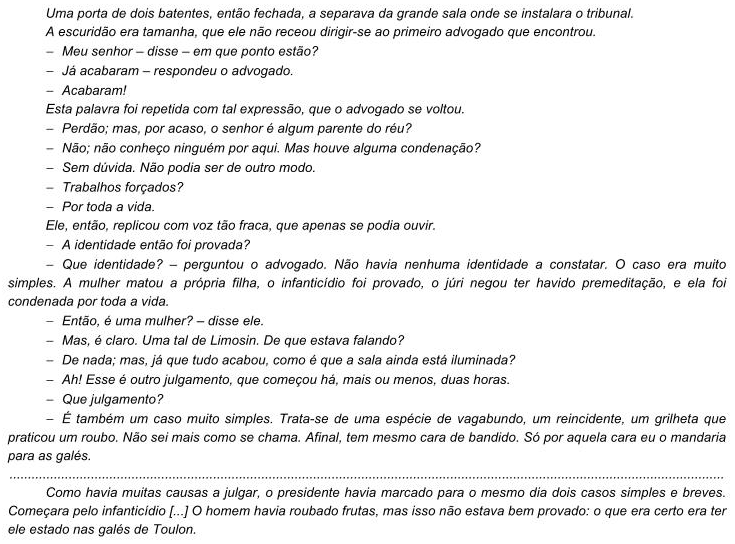 Uma porta de dois batentes, então fechada, a separava da grande sala onde se instalara o tribunal.
A escuridão era tamanha, que ele não receou dirigir-se ao primeiro advogado que encontrou.
– Meu senhor – disse – em que ponto estão?
– Já acabaram – respondeu o advogado.
– Acabaram!
Esta palavra foi repetida com tal expressão, que o advogado se voltou.
– Perdão; mas, por acaso, o senhor é algum parente do réu?
– Não; não conheço ninguém por aqui. Mas houve alguma condenação?
– Sem dúvida. Não podia ser de outro modo.
– Trabalhos forçados?
– Por toda a vida.
Ele, então, replicou com voz tão fraca, que apenas se podia ouvir.
– A identidade então foi provada?
– Que identidade? – perguntou o advogado. Não havia nenhuma identidade a constatar. O caso era muito
simples. A mulher matou a própria filha, o infanticídio foi provado, o júri negou ter havido premeditação, e ela foi
condenada por toda a vida.
– Então, é uma mulher? – disse ele.
– Mas, é claro. Uma tal de Limosin. De que estava falando?
– De nada; mas, já que tudo acabou, como é que a sala ainda está iluminada?
– Ah! Esse é outro julgamento, que começou há, mais ou menos, duas horas.
– Que julgamento?
– É também um caso muito simples. Trata-se de uma espécie de vagabundo, um reincidente, um grilheta que
praticou um roubo. Não sei mais como se chama. Afinal, tem mesmo cara de bandido. Só por aquela cara eu o mandaria
para as galés.
................................................................................
Como havia muitas causas a julgar, o presidente havia marcado para o mesmo dia dois casos simples e breves.
Começara pelo infanticídio [...] O homem havia roubado frutas, mas isso não estava bem provado: o que era certo era ter
ele estado nas galés de Toulon.